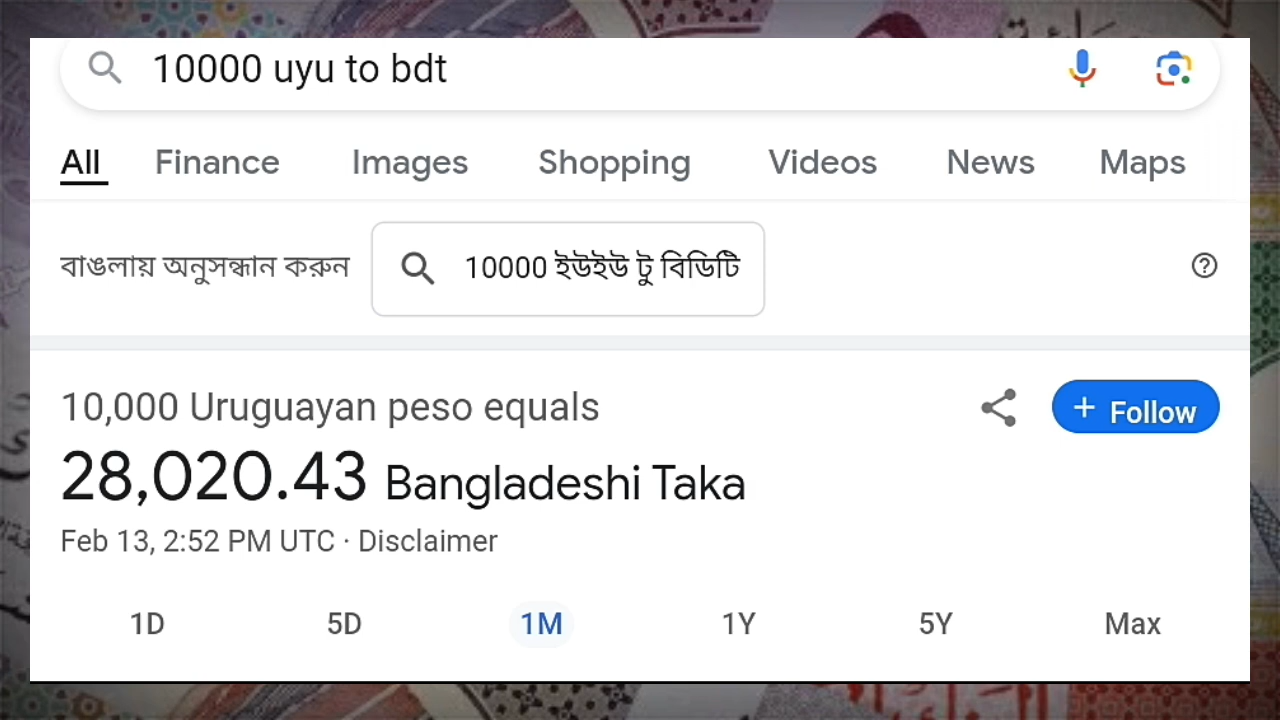 10000 uyu to bdt
All Finance Images Shopping Videos News Maps
বাঙলায় অনুসন্ধান করুন 10000 ইউইউ টু বিডিটি
10,000 Uruguayan peso equals
+ Follow
28,020.43 Bangladeshi Taka
Feb 13, 2:52 PM UTC · Disclaimer
1D 5D 1M 1Y 5Y Max